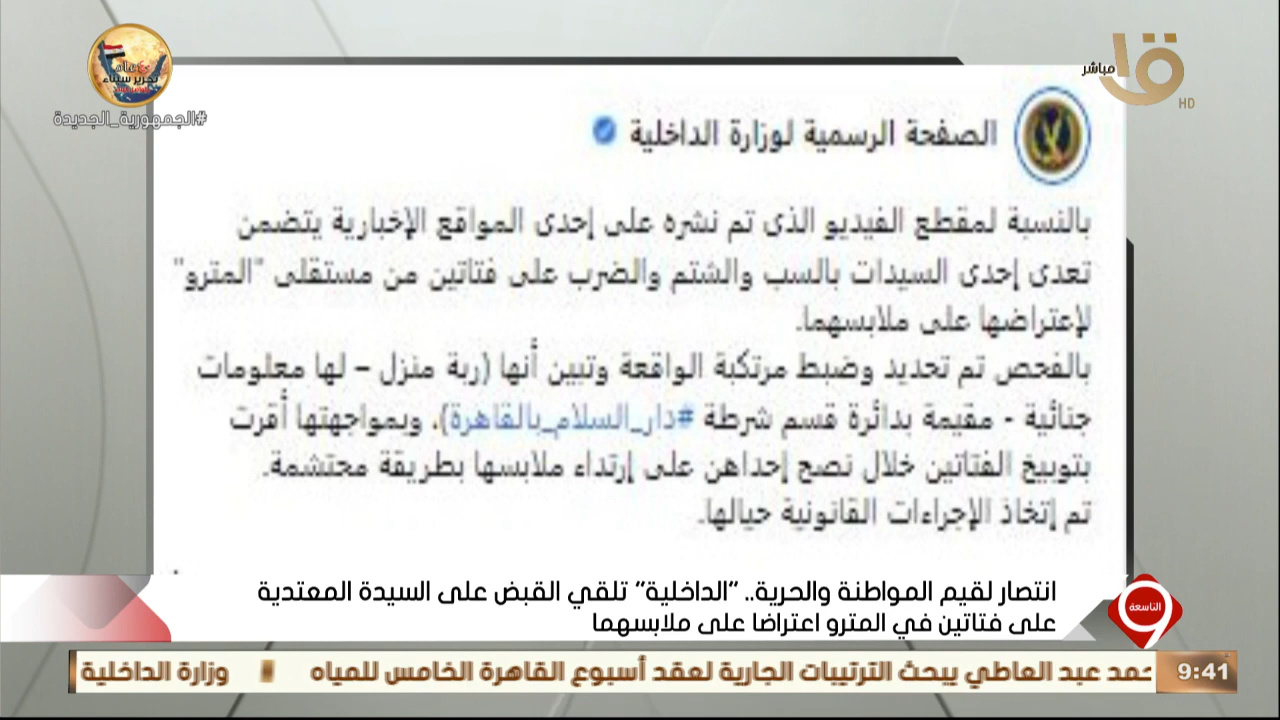 مباشر
HD
#الجمهورية_الجديدة
الصفحة الرسمية لوزارة الداخلية
بالنسبة لمقطع الفيديو الذى تم نشره على إحدى المواقع الإخبارية يتضمن
تعدى إحدى السيدات بالسب والشتم والضرب على فتاتين من مستقلى "المترو"
لإعتراضها على ملابسهما.
بالفحص تم تحديد وضبط مرتكبة الواقعة وتبين أنها (ربة منزل – لها معلومات
جنائية - مقيمة بدائرة قسم شرطة #دار_السلام_بالقاهرة)، وبمواجهتها أقرت
بتوبيخ الفتاتين خلال نصح إحداهن على إرتداء ملابسها بطريقة محتشمة.
تم إتخاذ الإجراءات القانونية حيالها.
انتصار لقيم المواطنة والحرية.. "الداخلية" تلقي القبض على السيدة المعتدية
على فتاتين في المترو اعتراضا على ملابسهما
التاسعة
9
9:41
حمد عبد العاطي يبحث الترتيبات الجارية لعقد أسبوع القاهرة الخامس للمياه
وزارة الداخلية